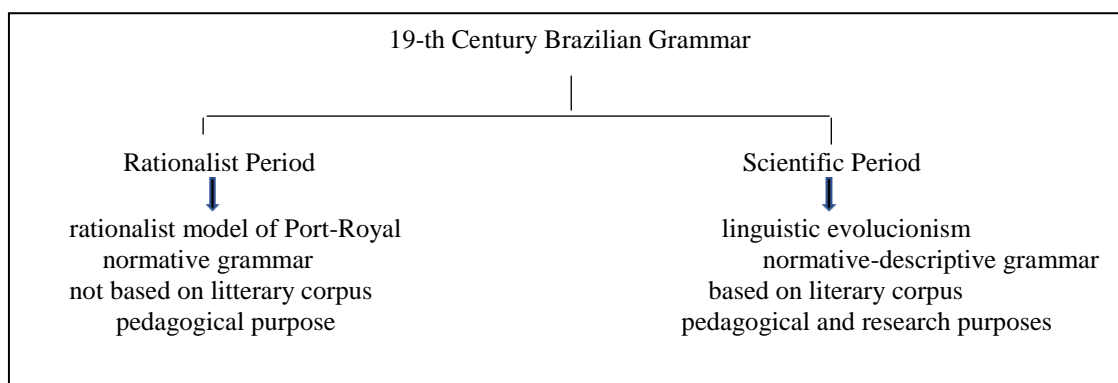 19-th Century Brazilian Grammar
Rationalist Period
rationalist model of Port-Royal
normative grammar
not based on litterary corpus
pedagogical purpose
Scientific Period
linguistic evolucionism
normative-descriptive grammar
based on literary corpus
pedagogical and research purposes